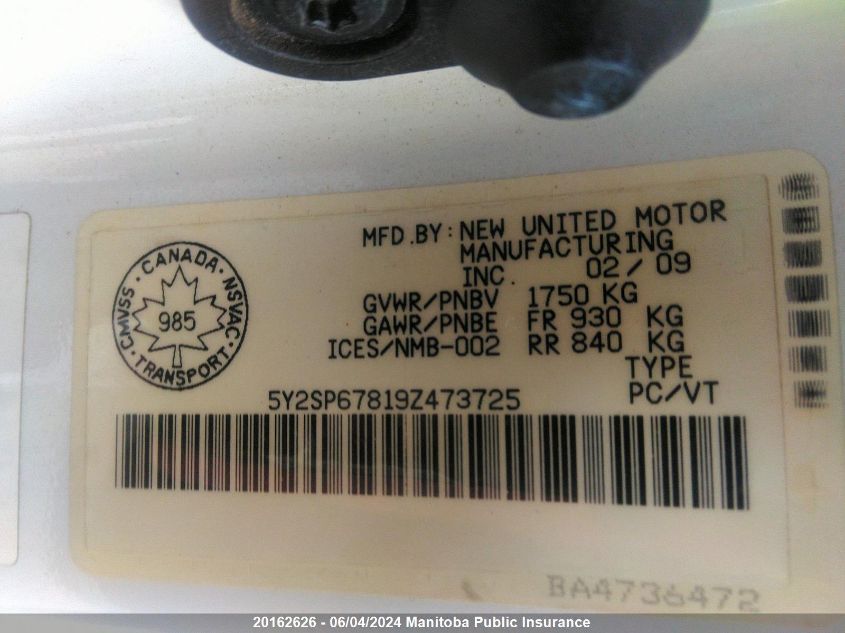 MFD.BY: NEW UNITED MOTOR
MANUFACTURING
INC. 02/09
GVWR/PNBV 1750 KG
GAWR/PNBE FR 930 KG
ICES/NMB-002 RR 840 KG
TYPE
PC/VT
CANADA · NSVAC · TRANSPORT · CMVSS ·
985
5Y2SP67819Z473725
BA4736472
20162626 - 06/04/2024 Manitoba Public Insurance